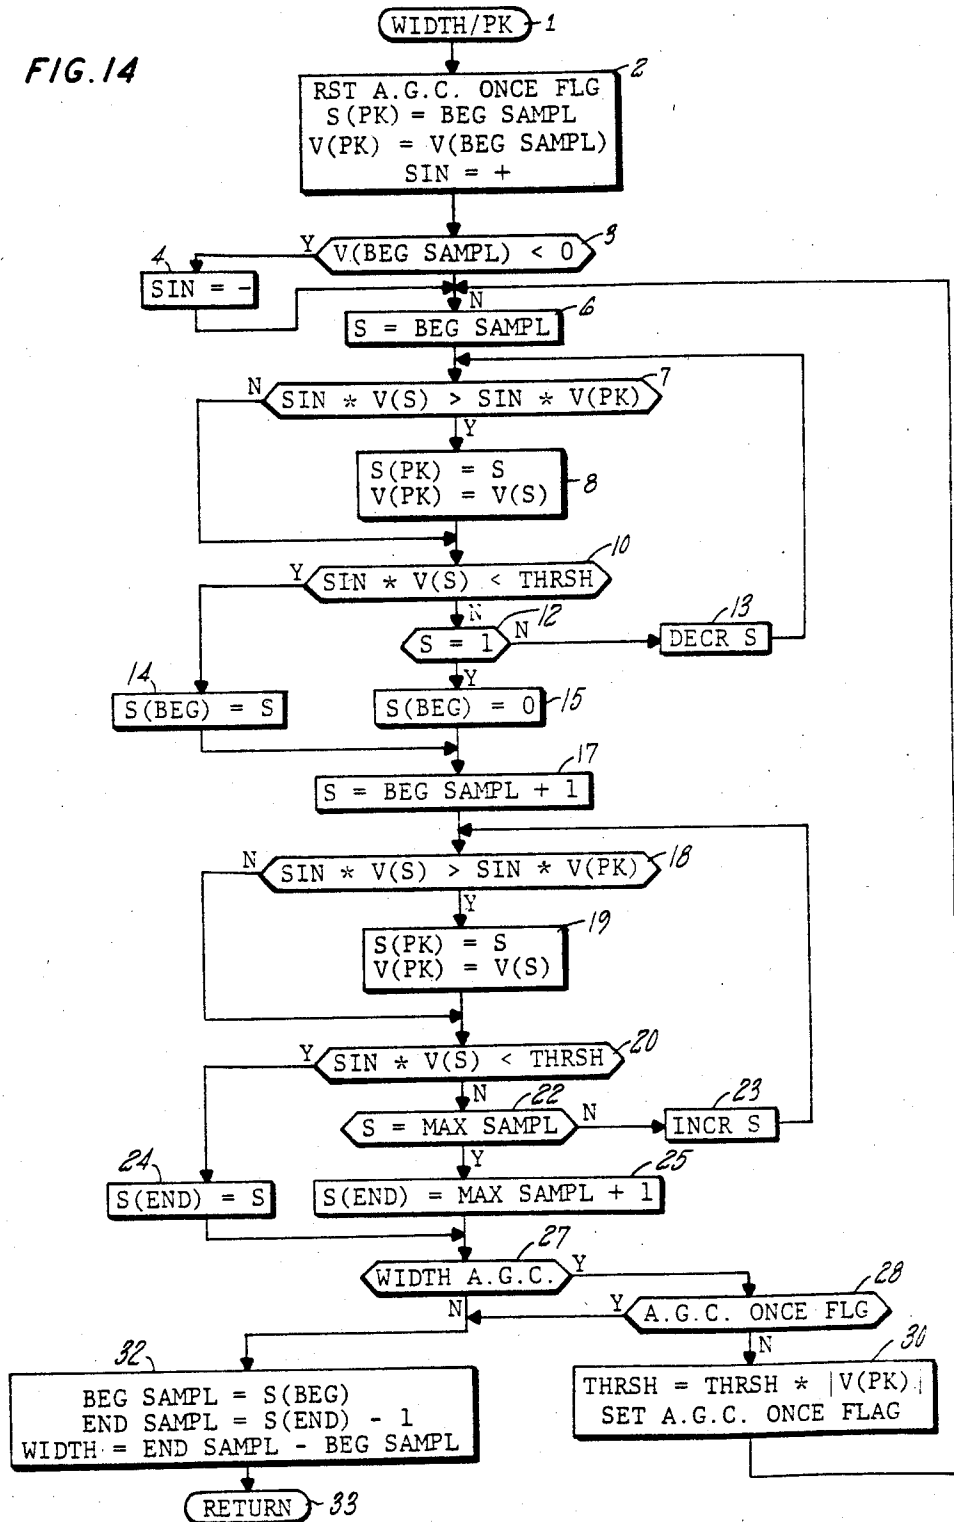 FIG.14
WIDTH/PK 1
2
RST A.G.C. ONCE FLG
S(PK) = BEG SAMPL
V(PK) = V(BEG SAMPL)
SIN = +
Y V(BEG SAMPL) < 0 3
4
SIN = -
N
6
S = BEG SAMPL
7
N SIN * V(S) > SIN * V(PK)
Y
S(PK) = S
V(PK) = V(S)
8
10
Y SIN * V(S) < THRSH
N 12
S = 1 N
13
DECR S
Y
14
S(BEG) = S
S(BEG) = 0 15
17
S = BEG SAMPL + 1
N SIN * V(S) > SIN * V(PK) 18
Y
19
S(PK) = S
V(PK) = V(S)
Y SIN * V(S) < THRSH 20
N 22
S = MAX SAMPL N
23
INCR S
Y
24
S(END) = S
25
S(END) = MAX SAMPL + 1
27
WIDTH A.G.C. Y
28
N
Y A.G.C. ONCE FLG
N
30
THRSH = THRSH * |V(PK)|
SET A.G.C. ONCE FLAG
32
BEG SAMPL = S(BEG)
END SAMPL = S(END) - 1
WIDTH = END SAMPL - BEG SAMPL
RETURN 33